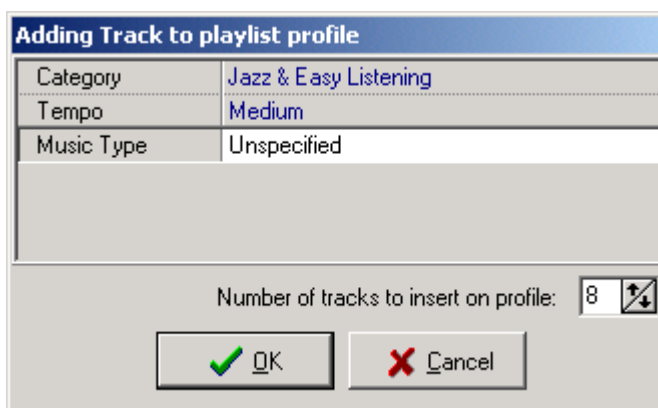 Adding Track to playlist profile
Category Jazz & Easy Listening
Tempo Medium
Music Type Unspecified
Number of tracks to insert on profile: 8
OK Cancel